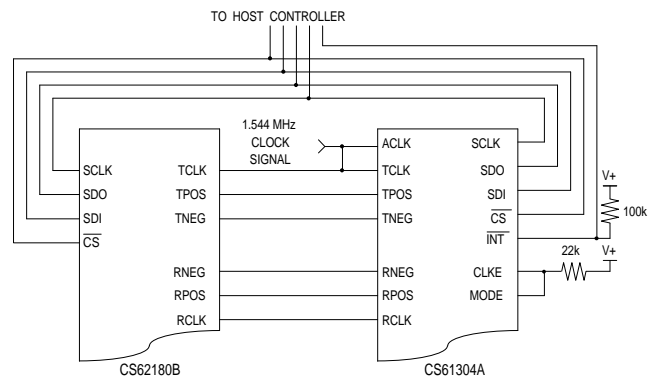 TO HOST CONTROLLER
1.544 MHz
CLOCK
SIGNAL
SCLK
SDO
SDI
CS
TCLK
TPOS
TNEG
RNEG
RPOS
RCLK
CS62180B
ACLK
TCLK
TPOS
TNEG
RNEG
RPOS
RCLK
SCLK
SDO
SDI
CS
INT
CLKE
MODE
CS61304A
V+
100k
22k
V+